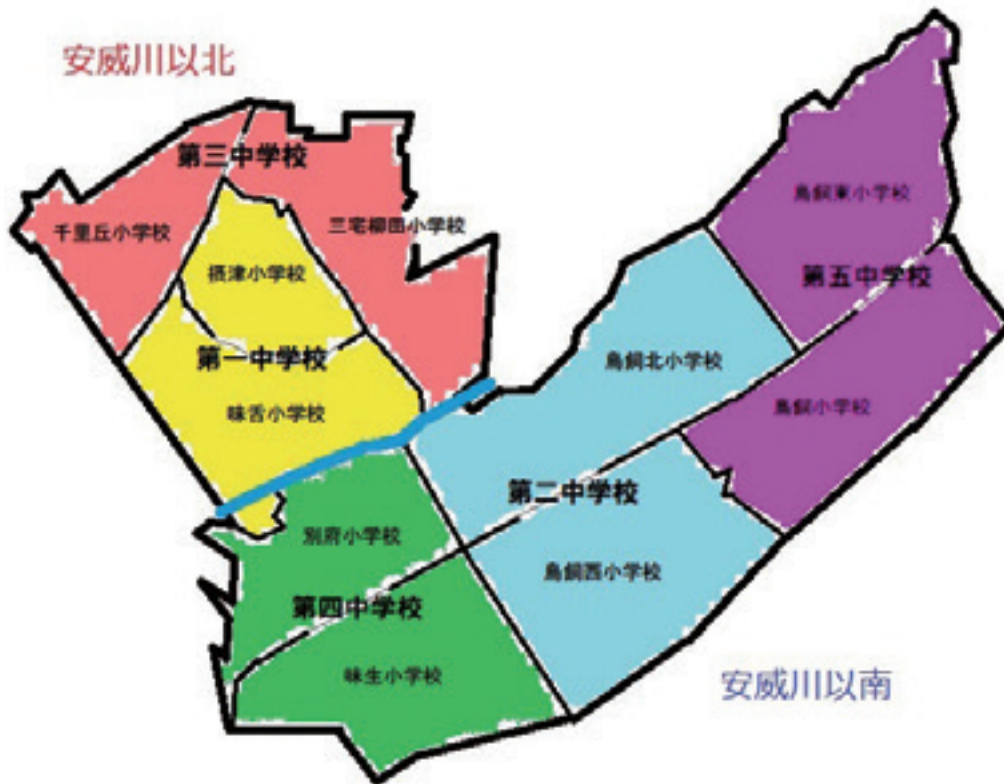 安威川以北
第三中学校
千里丘小学校
三宅柳田小学校
摂津小学校
第一中学校
味舌小学校
鳥飼東小学校
第五中学校
鳥飼北小学校
鳥飼小学校
第二中学校
別府小学校
鳥飼西小学校
第四中学校
味生小学校
安威川以南